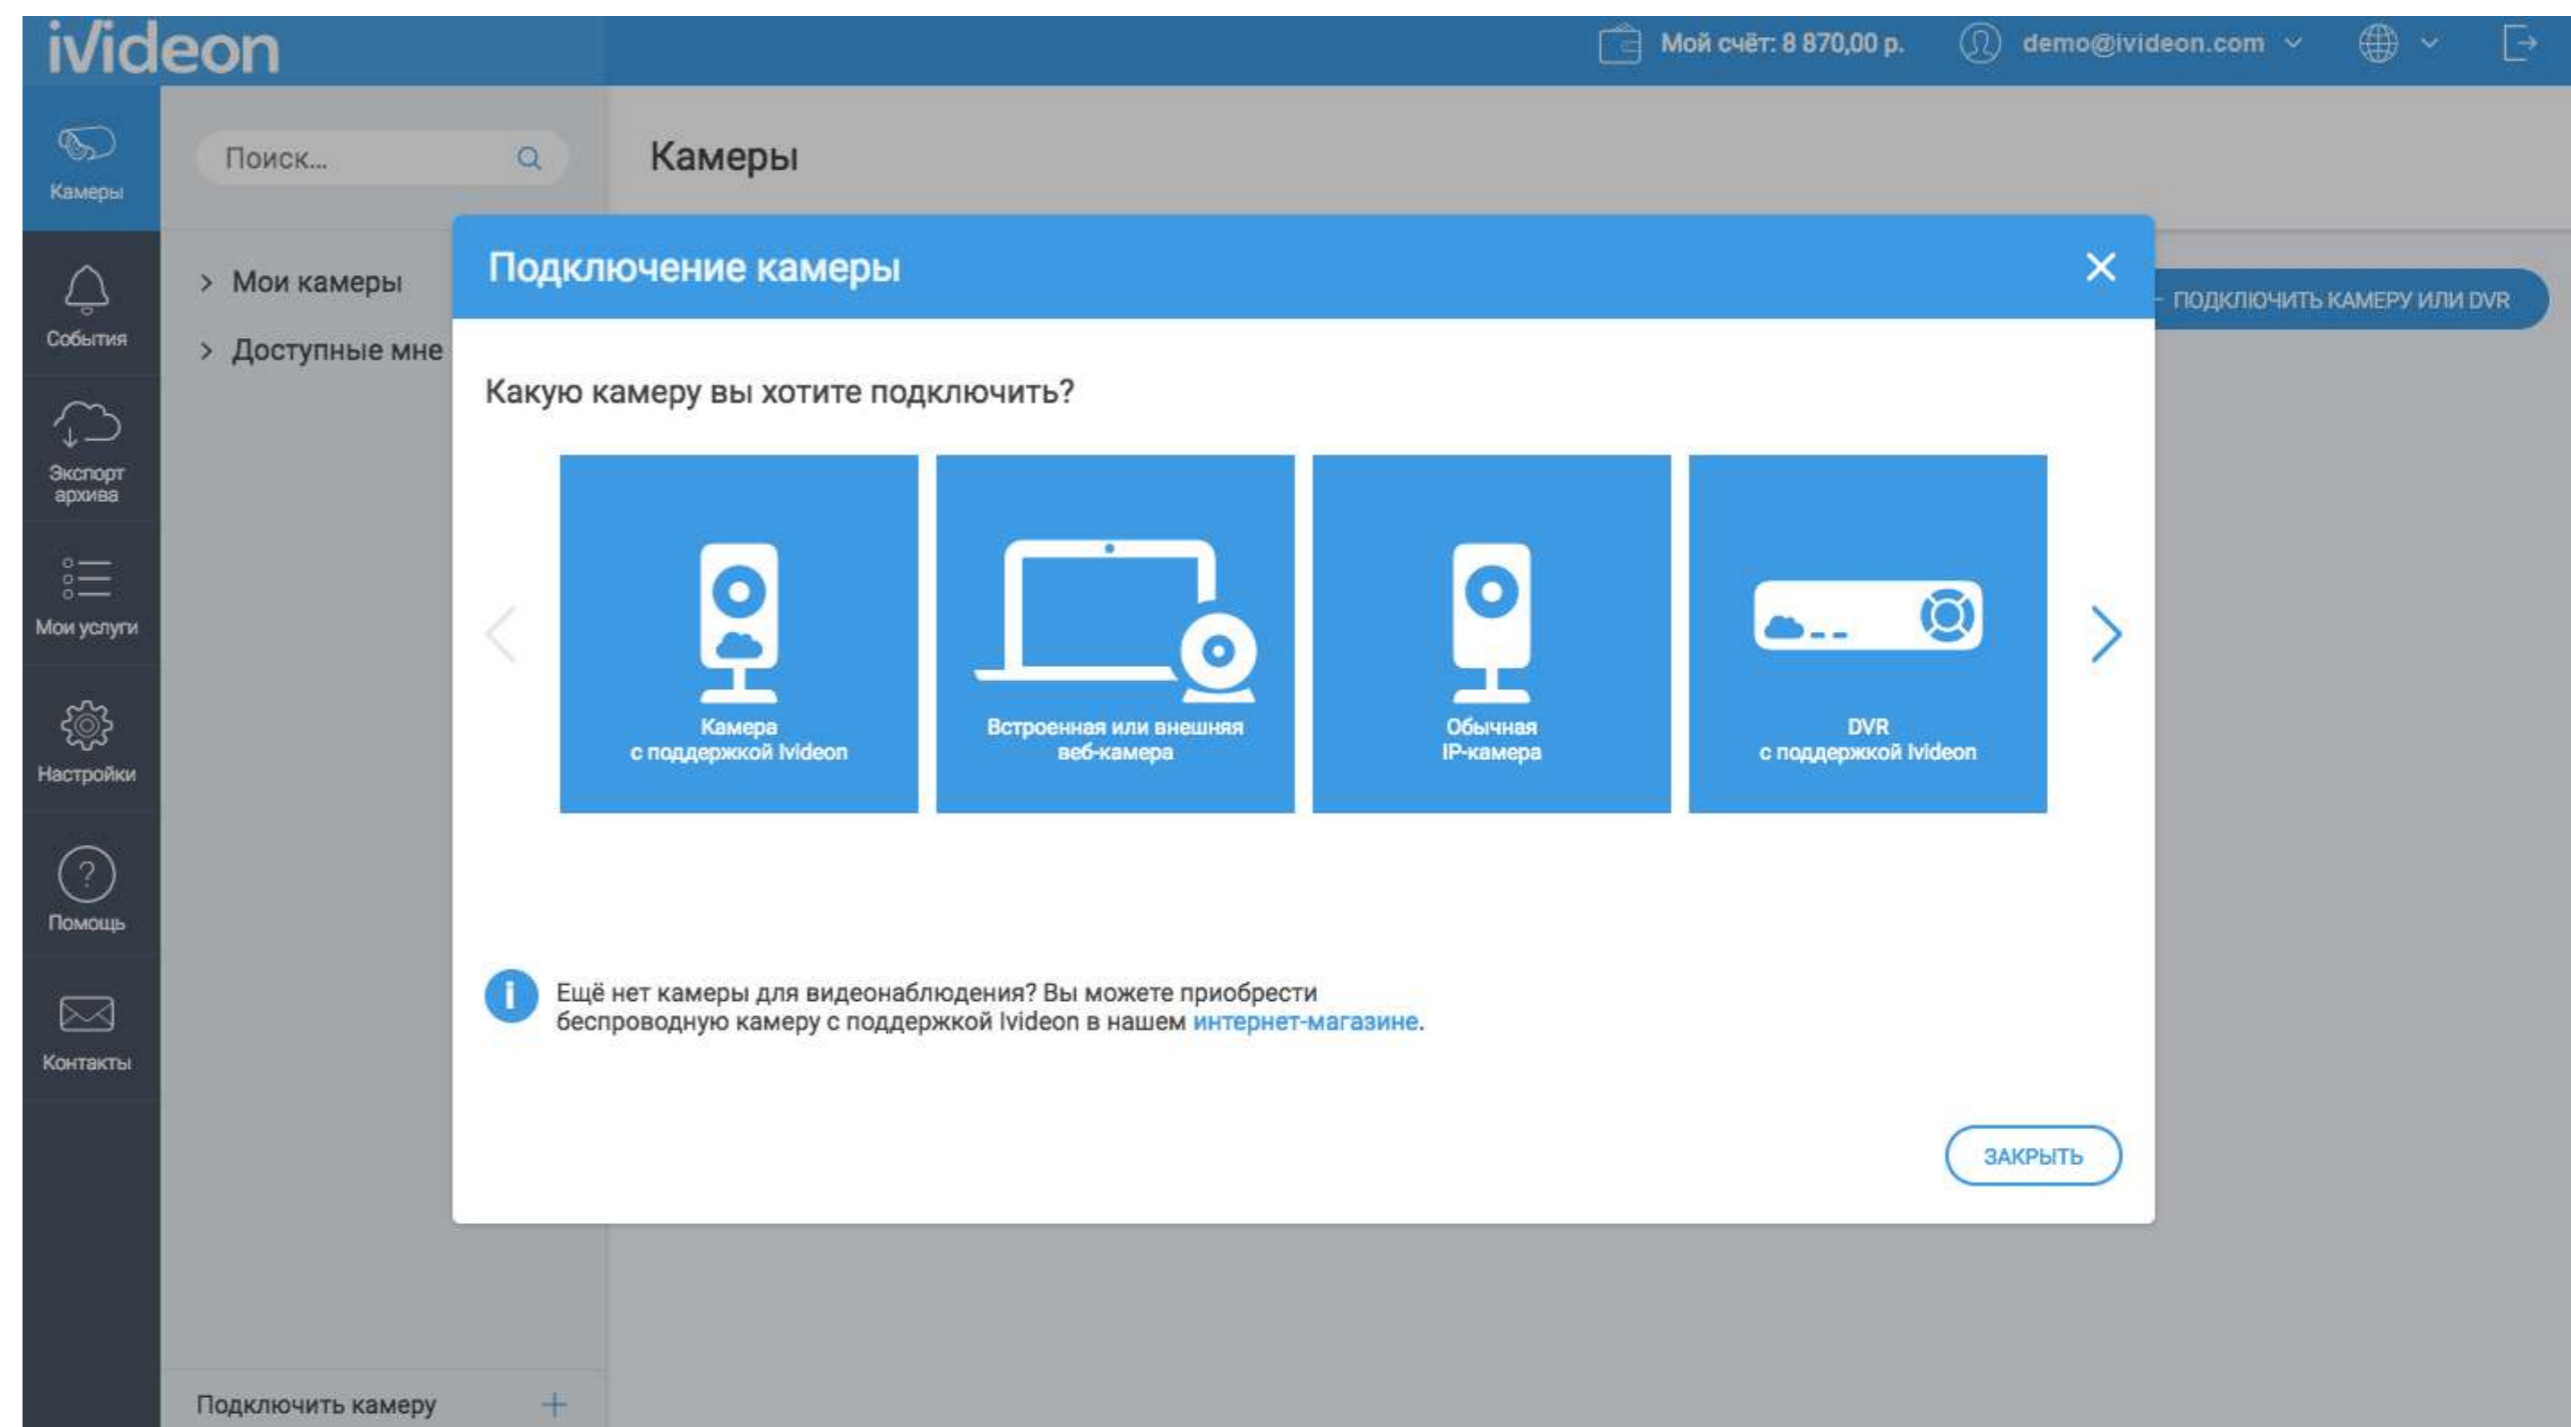 iVideon
Мой счёт: 8 870,00 р.
demo@ivideon.com
Камеры
События
Экспорт
архива
Мои услуги
Настройки
Помощь
Контакты
Поиск...
Мои камеры
Доступные мне
Подключить камеру
Камеры
ПОДКЛЮЧИТЬ КАМЕРУ ИЛИ DVR
Подключение камеры
Какую камеру вы хотите подключить?
Камера
с поддержкой Ivideon
Встроенная или внешняя
веб-камера
Обычная
IP-камера
DVR
с поддержкой Ivideon
Ещё нет камеры для видеонаблюдения? Вы можете приобрести
беспроводную камеру с поддержкой Ivideon в нашем интернет-магазине.
ЗАКРЫТЬ